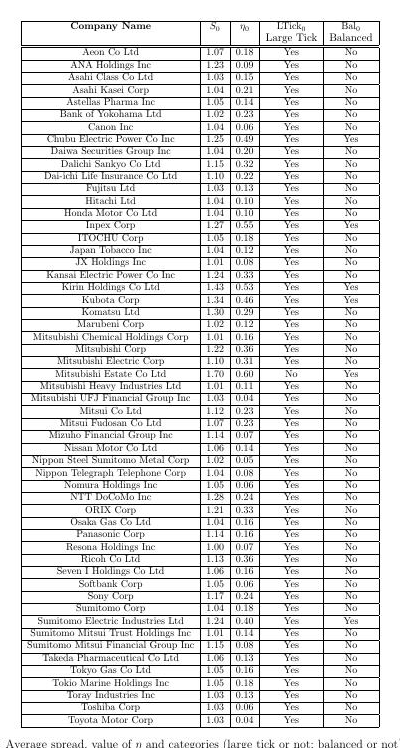 Company Name S₀ η₀ LTick₀ Bal₀
Large Tick Balanced
Aeon Co Ltd 1.07 0.18 Yes No
ANA Holdings Inc 1.23 0.09 Yes No
Asahi Class Co Ltd 1.03 0.15 Yes No
Asahi Kasei Corp 1.04 0.21 Yes No
Astellas Pharma Inc 1.05 0.14 Yes No
Bank of Yokohama Ltd 1.02 0.23 Yes No
Canon Inc 1.04 0.06 Yes No
Chubu Electric Power Co Inc 1.25 0.49 Yes Yes
Daiwa Securities Group Inc 1.04 0.20 Yes No
Dalichi Sankyo Co Ltd 1.15 0.32 Yes No
Dai-ichi Life Insurance Co Ltd 1.10 0.22 Yes No
Fujitsu Ltd 1.03 0.13 Yes No
Hitachi Ltd 1.04 0.10 Yes No
Honda Motor Co Ltd 1.04 0.10 Yes No
Inpex Corp 1.27 0.55 Yes Yes
ITOCHU Corp 1.05 0.18 Yes No
Japan Tobacco Inc 1.04 0.12 Yes No
JX Holdings Inc 1.01 0.08 Yes No
Kansai Electric Power Co Inc 1.24 0.33 Yes No
Kirin Holdings Co Ltd 1.43 0.53 Yes Yes
Kubota Corp 1.34 0.46 Yes Yes
Komatsu Ltd 1.30 0.29 Yes No
Marubeni Corp 1.02 0.12 Yes No
Mitsubishi Chemical Holdings Corp 1.01 0.16 Yes No
Mitsubishi Corp 1.22 0.36 Yes No
Mitsubishi Electric Corp 1.10 0.31 Yes No
Mitsubishi Estate Co Ltd 1.70 0.60 No Yes
Mitsubishi Heavy Industries Ltd 1.01 0.11 Yes No
Mitsubishi UFJ Financial Group Inc 1.03 0.04 Yes No
Mitsui Co Ltd 1.12 0.23 Yes No
Mitsui Fudosan Co Ltd 1.07 0.23 Yes No
Mizuho Financial Group Inc 1.14 0.07 Yes No
Nissan Motor Co Ltd 1.06 0.14 Yes No
Nippon Steel Sumitomo Metal Corp 1.02 0.05 Yes No
Nippon Telegraph Telephone Corp 1.04 0.08 Yes No
Nomura Holdings Inc 1.05 0.06 Yes No
NTT DoCoMo Inc 1.28 0.24 Yes No
ORIX Corp 1.21 0.33 Yes No
Osaka Gas Co Ltd 1.04 0.16 Yes No
Panasonic Corp 1.14 0.16 Yes No
Resona Holdings Inc 1.00 0.07 Yes No
Ricoh Co Ltd 1.13 0.36 Yes No
Seven I Holdings Co Ltd 1.06 0.16 Yes No
Softbank Corp 1.05 0.06 Yes No
Sony Corp 1.17 0.24 Yes No
Sumitomo Corp 1.04 0.18 Yes No
Sumitomo Electric Industries Ltd 1.24 0.40 Yes Yes
Sumitomo Mitsui Trust Holdings Inc 1.01 0.14 Yes No
Sumitomo Mitsui Financial Group Inc 1.15 0.08 Yes No
Takeda Pharmaceutical Co Ltd 1.06 0.13 Yes No
Tokyo Gas Co Ltd 1.05 0.16 Yes No
Tokio Marine Holdings Inc 1.05 0.18 Yes No
Toray Industries Inc 1.03 0.13 Yes No
Toshiba Corp 1.03 0.06 Yes No
Toyota Motor Corp 1.03 0.04 Yes No
Average spread, value of η and categories (large tick or not; balanced or not)